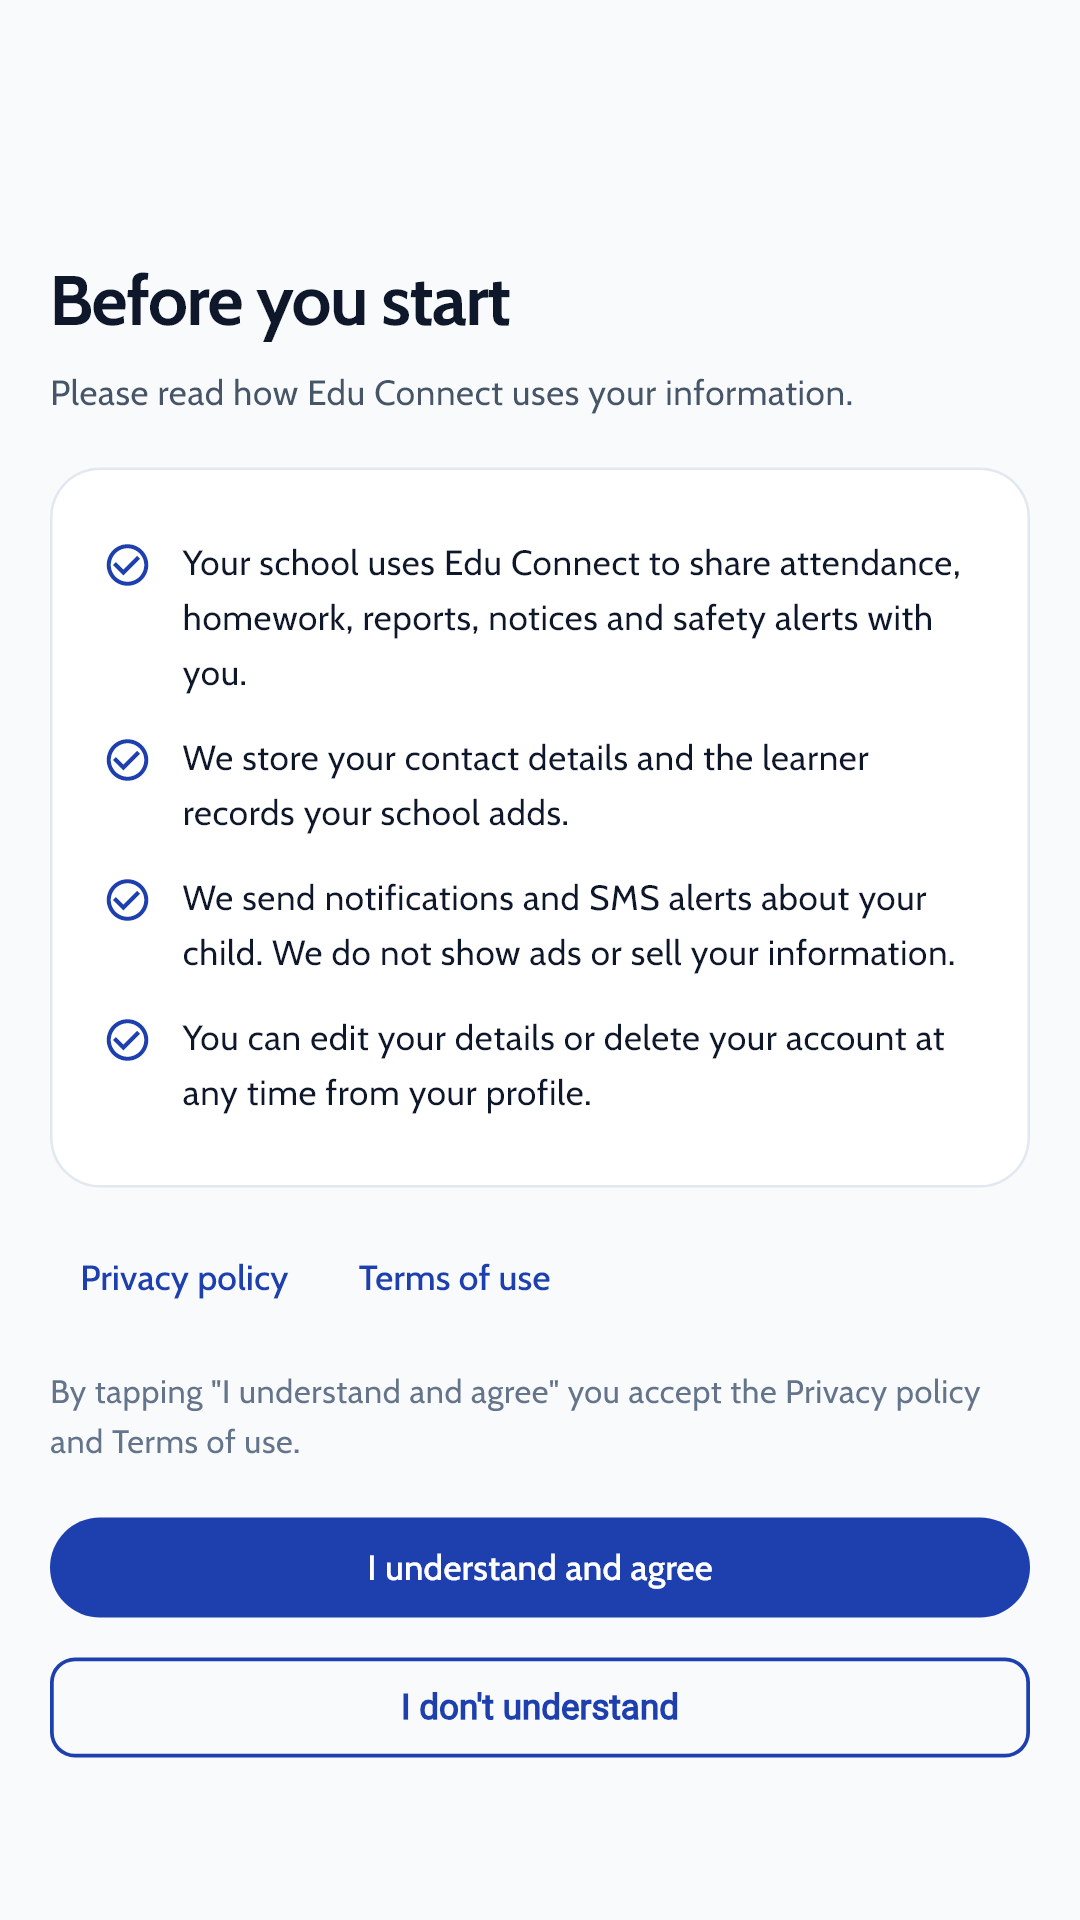 Before you start
Please read how Edu Connect uses your information.
Your school uses Edu Connect to share attendance,
homework, reports, notices and safety alerts with
you.
We store your contact details and the learner
records your school adds.
We send notifications and SMS alerts about your
child. We do not show ads or sell your information.
You can edit your details or delete your account at
any time from your profile.
Privacy policy Terms of use
By tapping "I understand and agree" you accept the Privacy policy
and Terms of use.
I understand and agree
I don't understand